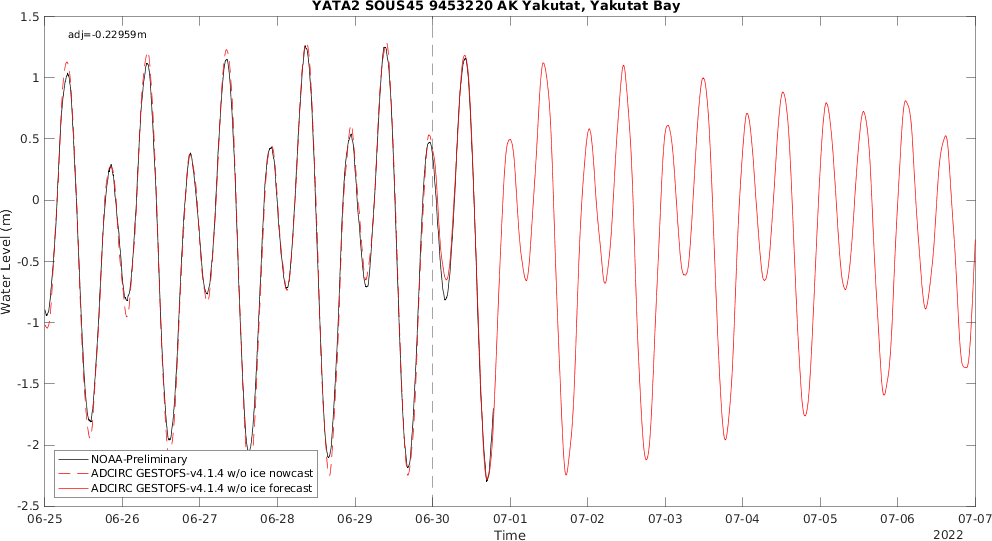 YATA2 SOUS45 9453220 AK Yakutat, Yakutat Bay
adj=-0.22959m
1.5
1
0.5
0
-0.5
-1
-1.5
-2
-2.5
Water Level (m)
NOAA-Preliminary
ADCIRC GESTOFS-v4.1.4 w/o ice nowcast
ADCIRC GESTOFS-v4.1.4 w/o ice forecast
06-25 06-26 06-27 06-28 06-29 06-30 07-01 07-02 07-03 07-04 07-05 07-06 07-07
Time
2022